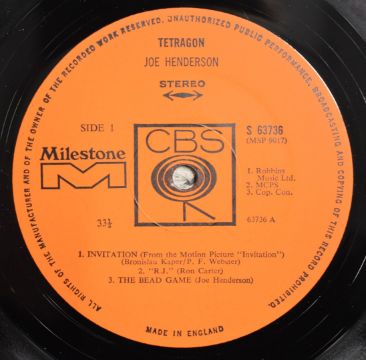 ALL RIGHTS OF THE MANUFACTURER AND OF THE OWNER OF THE RECORDED WORK RESERVED. UNAUTHORIZED PUBLIC PERFORMANCE, BROADCASTING AND COPYING OF THIS RECORD PROHIBITED.
TETRAGON
JOE HENDERSON
STEREO
SIDE 1
CBS
S 63736
(MSP 9017)
Milestone
M
1. Robbins
Music Ltd.
2. MCPS
3. Cop. Con.
33⅓
63736 A
1. INVITATION (From the Motion Picture "Invitation")
(Bronislau Kaper/P. F. Webster)
2. "R.J." (Ron Carter)
3. THE BEAD GAME (Joe Henderson)
MADE IN ENGLAND